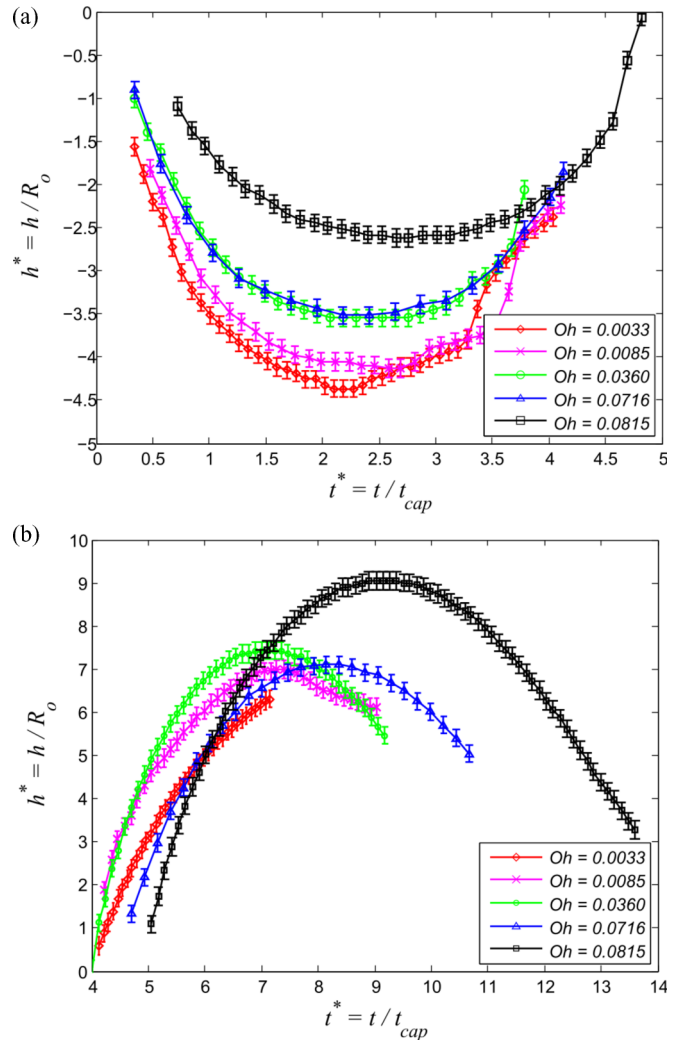 (a)
0
−0.5
−1
−1.5
−2
−2.5
−3
−3.5
−4
−4.5
−5
h* = h / R_o
Oh = 0.0033
Oh = 0.0085
Oh = 0.0360
Oh = 0.0716
Oh = 0.0815
0 0.5 1 1.5 2 2.5 3 3.5 4 4.5 5
t* = t / t_cap
(b)
10
9
8
7
6
5
4
3
2
1
0
h* = h / R_o
Oh = 0.0033
Oh = 0.0085
Oh = 0.0360
Oh = 0.0716
Oh = 0.0815
4 5 6 7 8 9 10 11 12 13 14
t* = t / t_cap